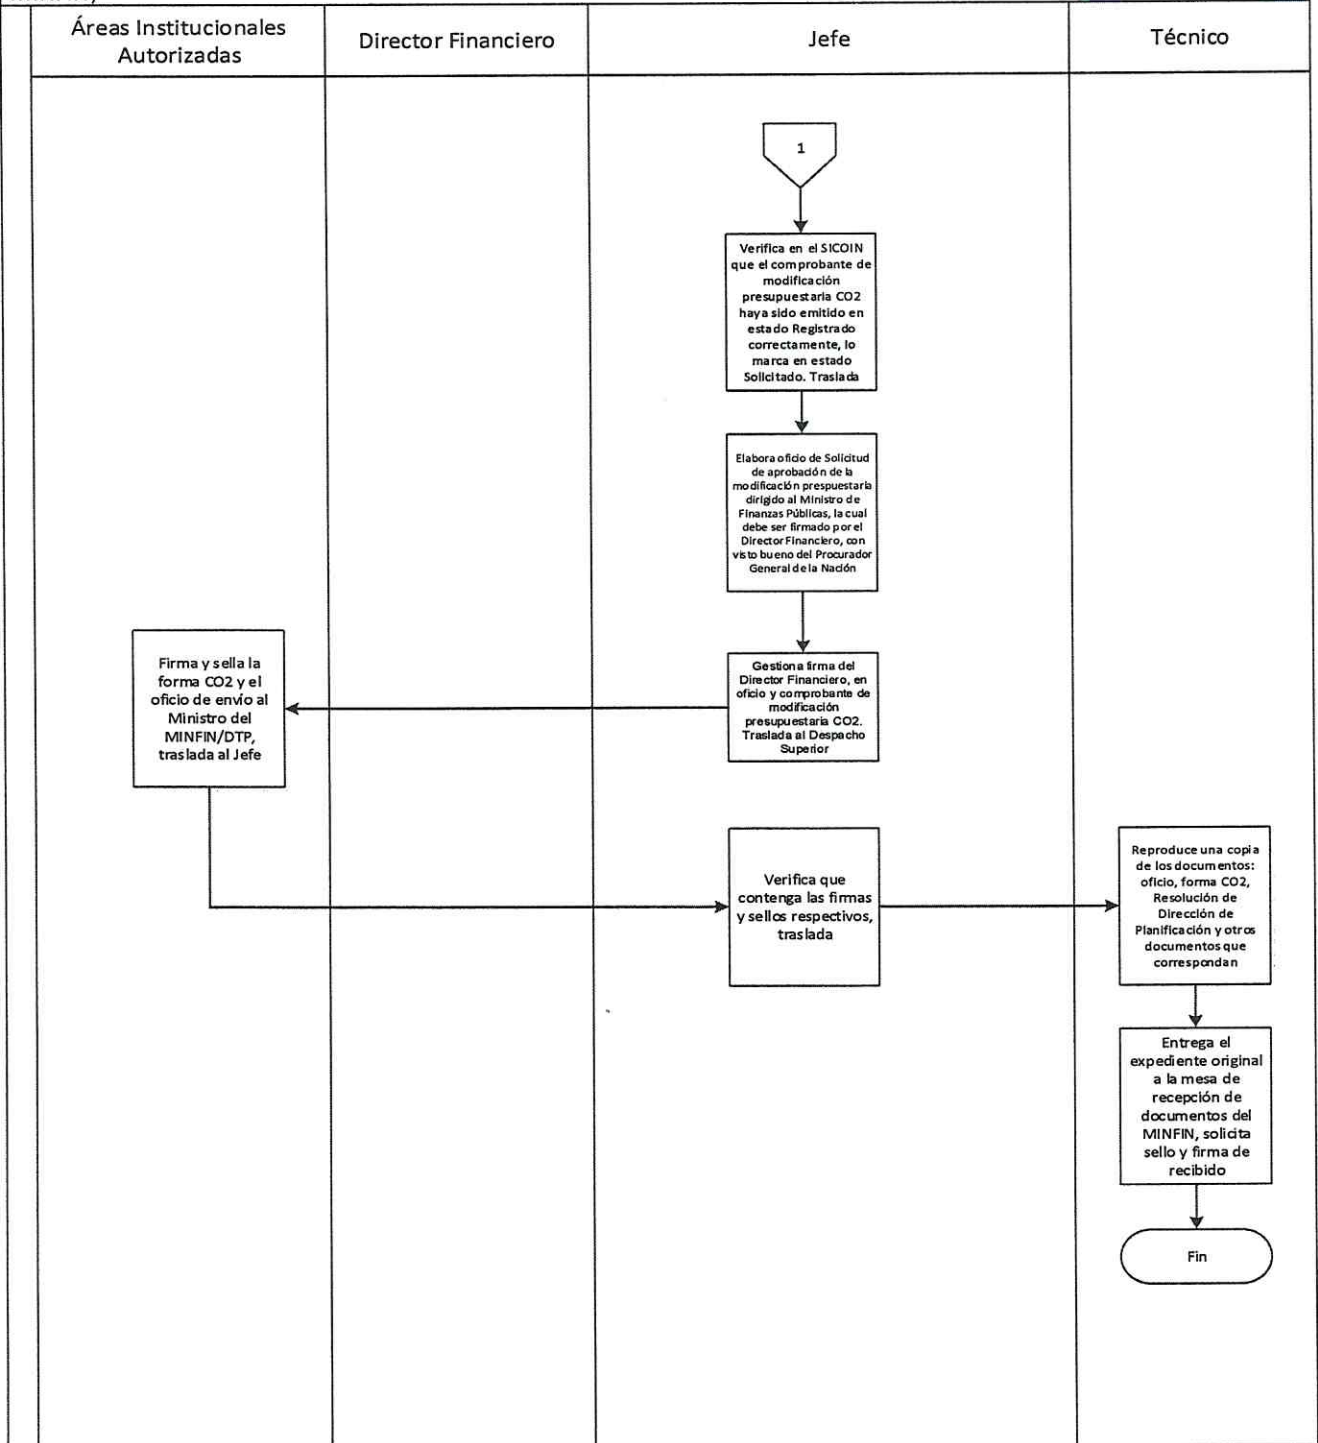 Áreas Institucionales
Autorizadas
Director Financiero
Jefe
Técnico
1
Verifica en el SICOIN
que el comprobante de
modificación
presupuestaria CO2
haya sido emitido en
estado Registrado
correctamente, lo
marca en estado
Solicitado. Traslada
Elabora oficio de Solicitud
de aprobación de la
modificación prespuestaria
dirigido al Ministro de
Finanzas Públicas, la cual
debe ser firmado por el
Director Financiero, con
visto bueno del Procurador
General de la Nación
Gestiona firma del
Director Financiero, en
oficio y comprobante de
modificación
presupuestaria CO2.
Traslada al Despacho
Superior
Firma y sella la
forma CO2 y el
oficio de envío al
Ministro del
MINFIN/DTP,
traslada al Jefe
Verifica que
contenga las firmas
y sellos respectivos,
traslada
Reproduce una copia
de los documentos:
oficio, forma CO2,
Resolución de
Dirección de
Planificación y otros
documentos que
correspondan
Entrega el
expediente original
a la mesa de
recepción de
documentos del
MINFIN, solicita
sello y firma de
recibido
Fin